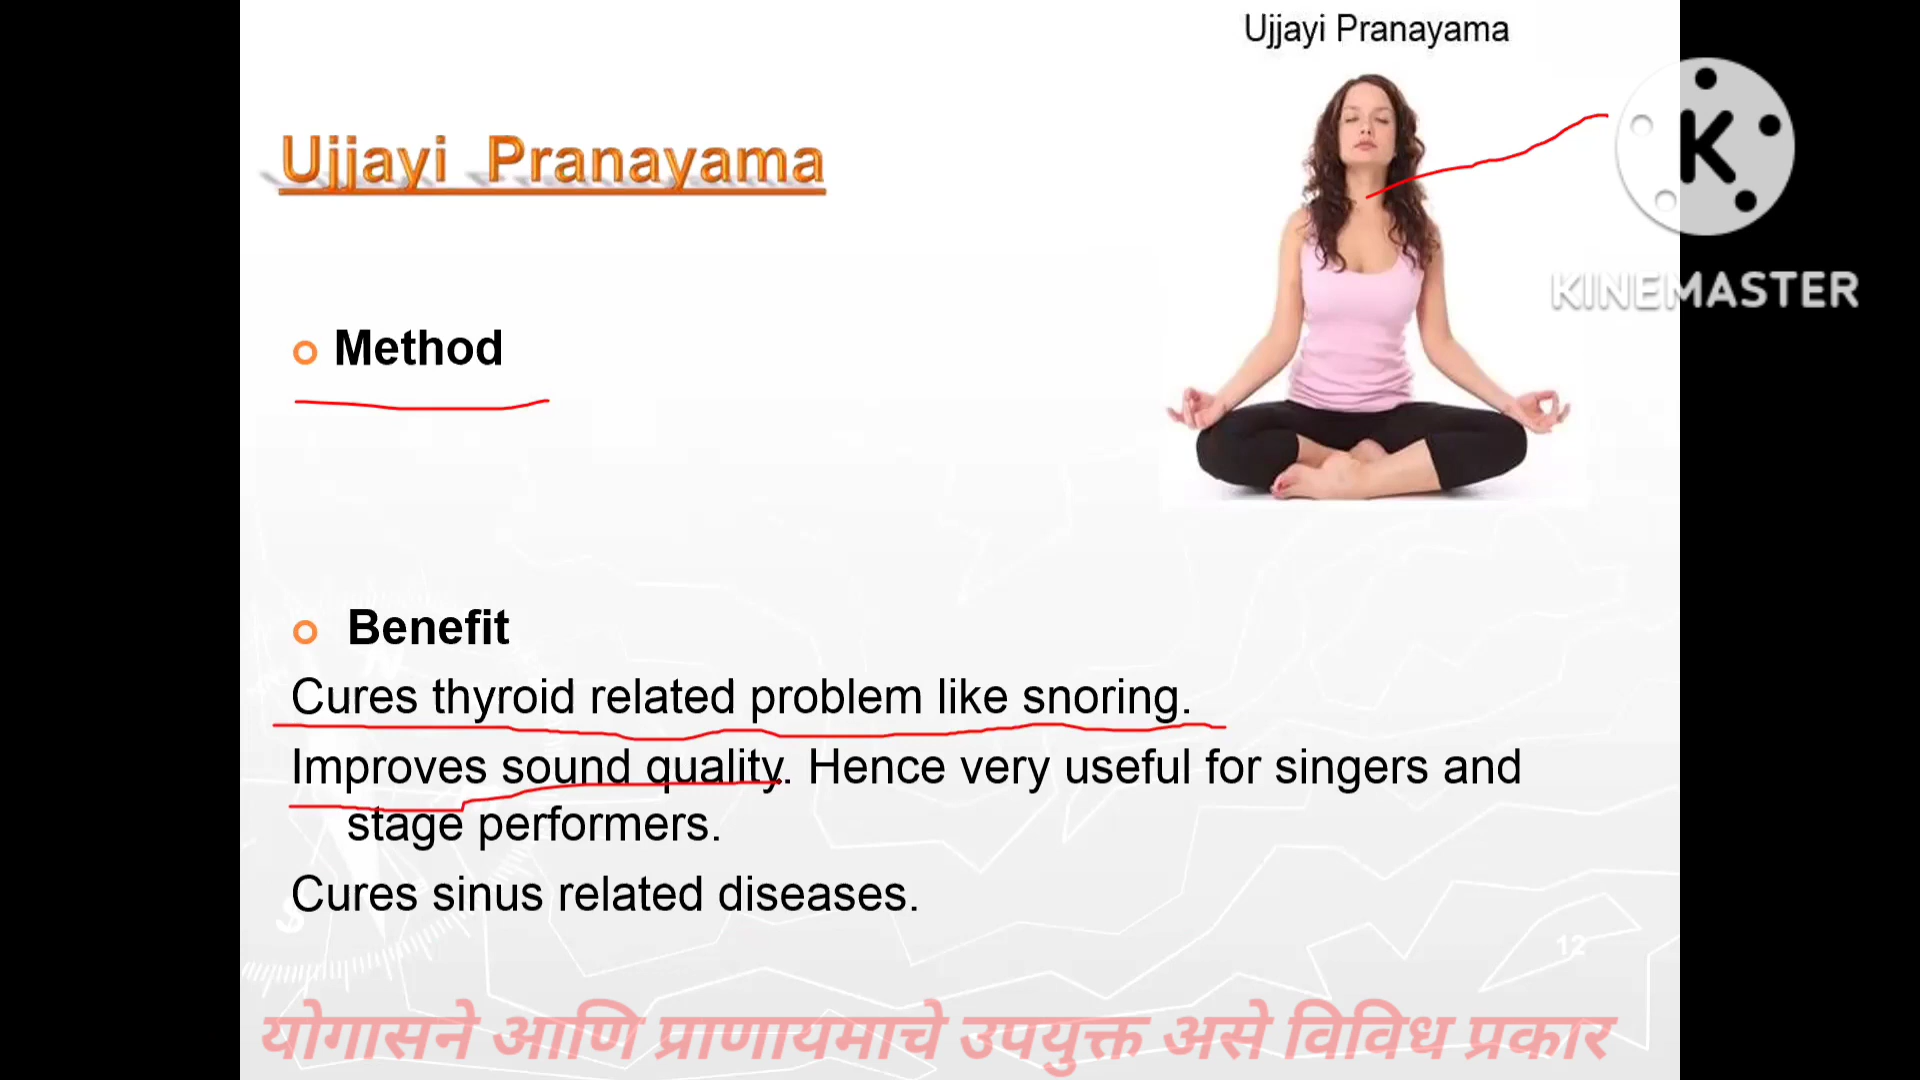 Ujjayi Pranayama
Ujjayi Pranayama
K
KINEMASTER
Method
Benefit
Cures thyroid related problem like snoring.
Improves sound quality. Hence very useful for singers and
stage performers.
Cures sinus related diseases.
12
योगासने आणि प्राणायमाचे उपयुक्त असे विविध प्रकार